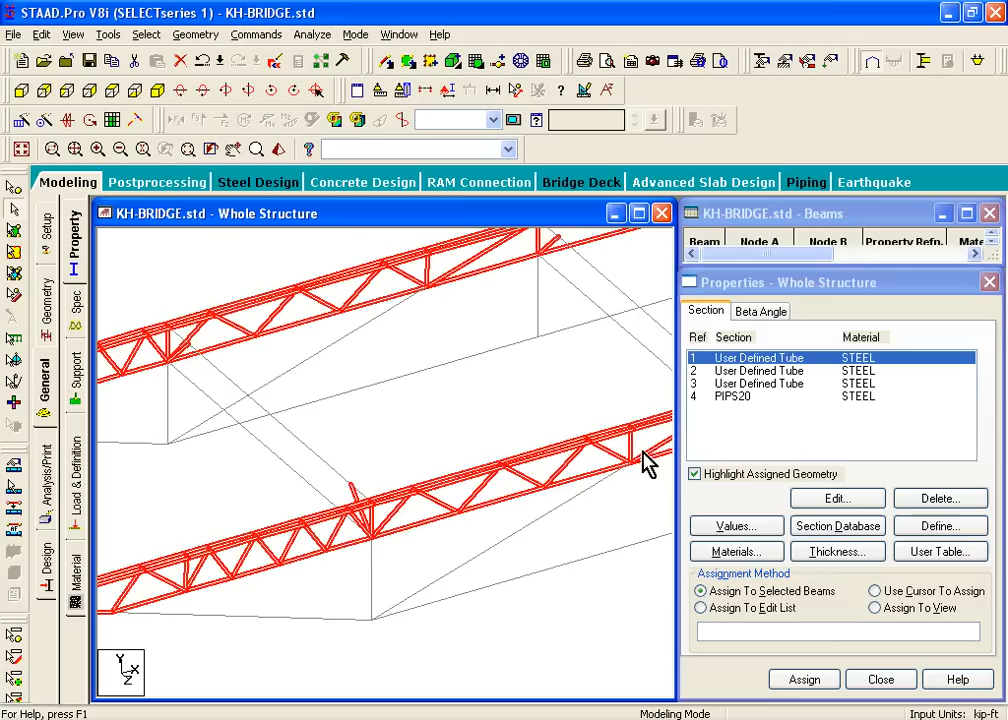 STAAD.Pro V8i (SELECTseries 1) - KH-BRIDGE.std
File Edit View Tools Select Geometry Commands Analyze Mode Window Help
Modeling Postprocessing Steel Design Concrete Design RAM Connection Bridge Deck Advanced Slab Design Piping Earthquake
KH-BRIDGE.std - Whole Structure
KH-BRIDGE.std - Beams
Beam Node A Node B Property Refn.
Properties - Whole Structure
Section Beta Angle
Ref Section Material
1 User Defined Tube STEEL
2 User Defined Tube STEEL
3 User Defined Tube STEEL
4 PIPS20 STEEL
Highlight Assigned Geometry
Edit... Delete...
Values... Section Database Define...
Materials... Thickness... User Table...
Assignment Method
Assign To Selected Beams Use Cursor To Assign
Assign To Edit List Assign To View
Assign Close Help
Setup
Geometry
General
Analysis/Print
Design
Property
Spec
Support
Load & Definition
Material
Y
X
Z
For Help, press F1 Modeling Mode Input Units: kip-ft